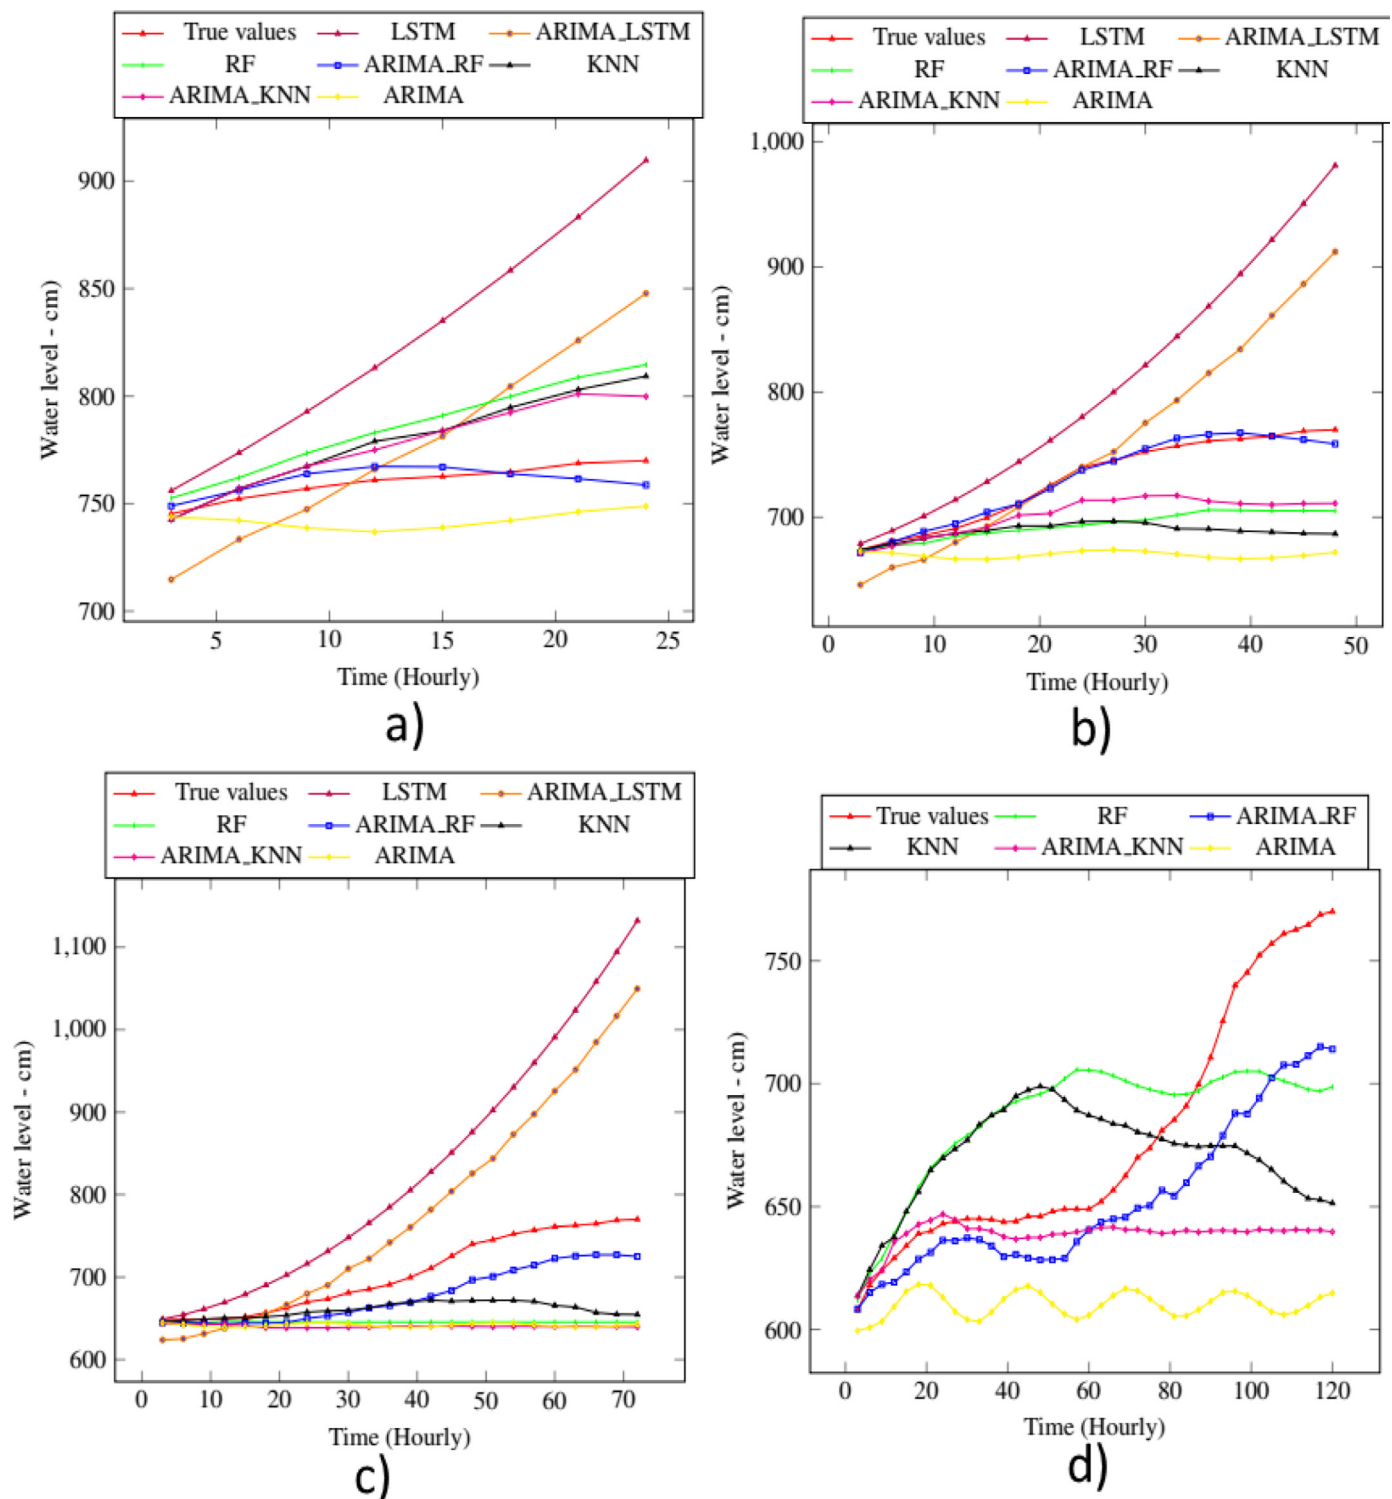 True values LSTM ARIMA_LSTM
RF ARIMA_RF KNN
ARIMA_KNN ARIMA
900
850
800
750
700
Water level - cm)
5 10 15 20 25
Time (Hourly)
a)
True values LSTM ARIMA_LSTM
RF ARIMA_RF KNN
ARIMA_KNN ARIMA
1,000
900
800
700
Water level - cm)
0 10 20 30 40 50
Time (Hourly)
b)
True values LSTM ARIMA_LSTM
RF ARIMA_RF KNN
ARIMA_KNN ARIMA
1,100
1,000
900
800
700
600
Water level - cm)
0 10 20 30 40 50 60 70
Time (Hourly)
c)
True values RF ARIMA_RF
KNN ARIMA_KNN ARIMA
750
700
650
600
Water level - cm)
0 20 40 60 80 100 120
Time (Hourly)
d)